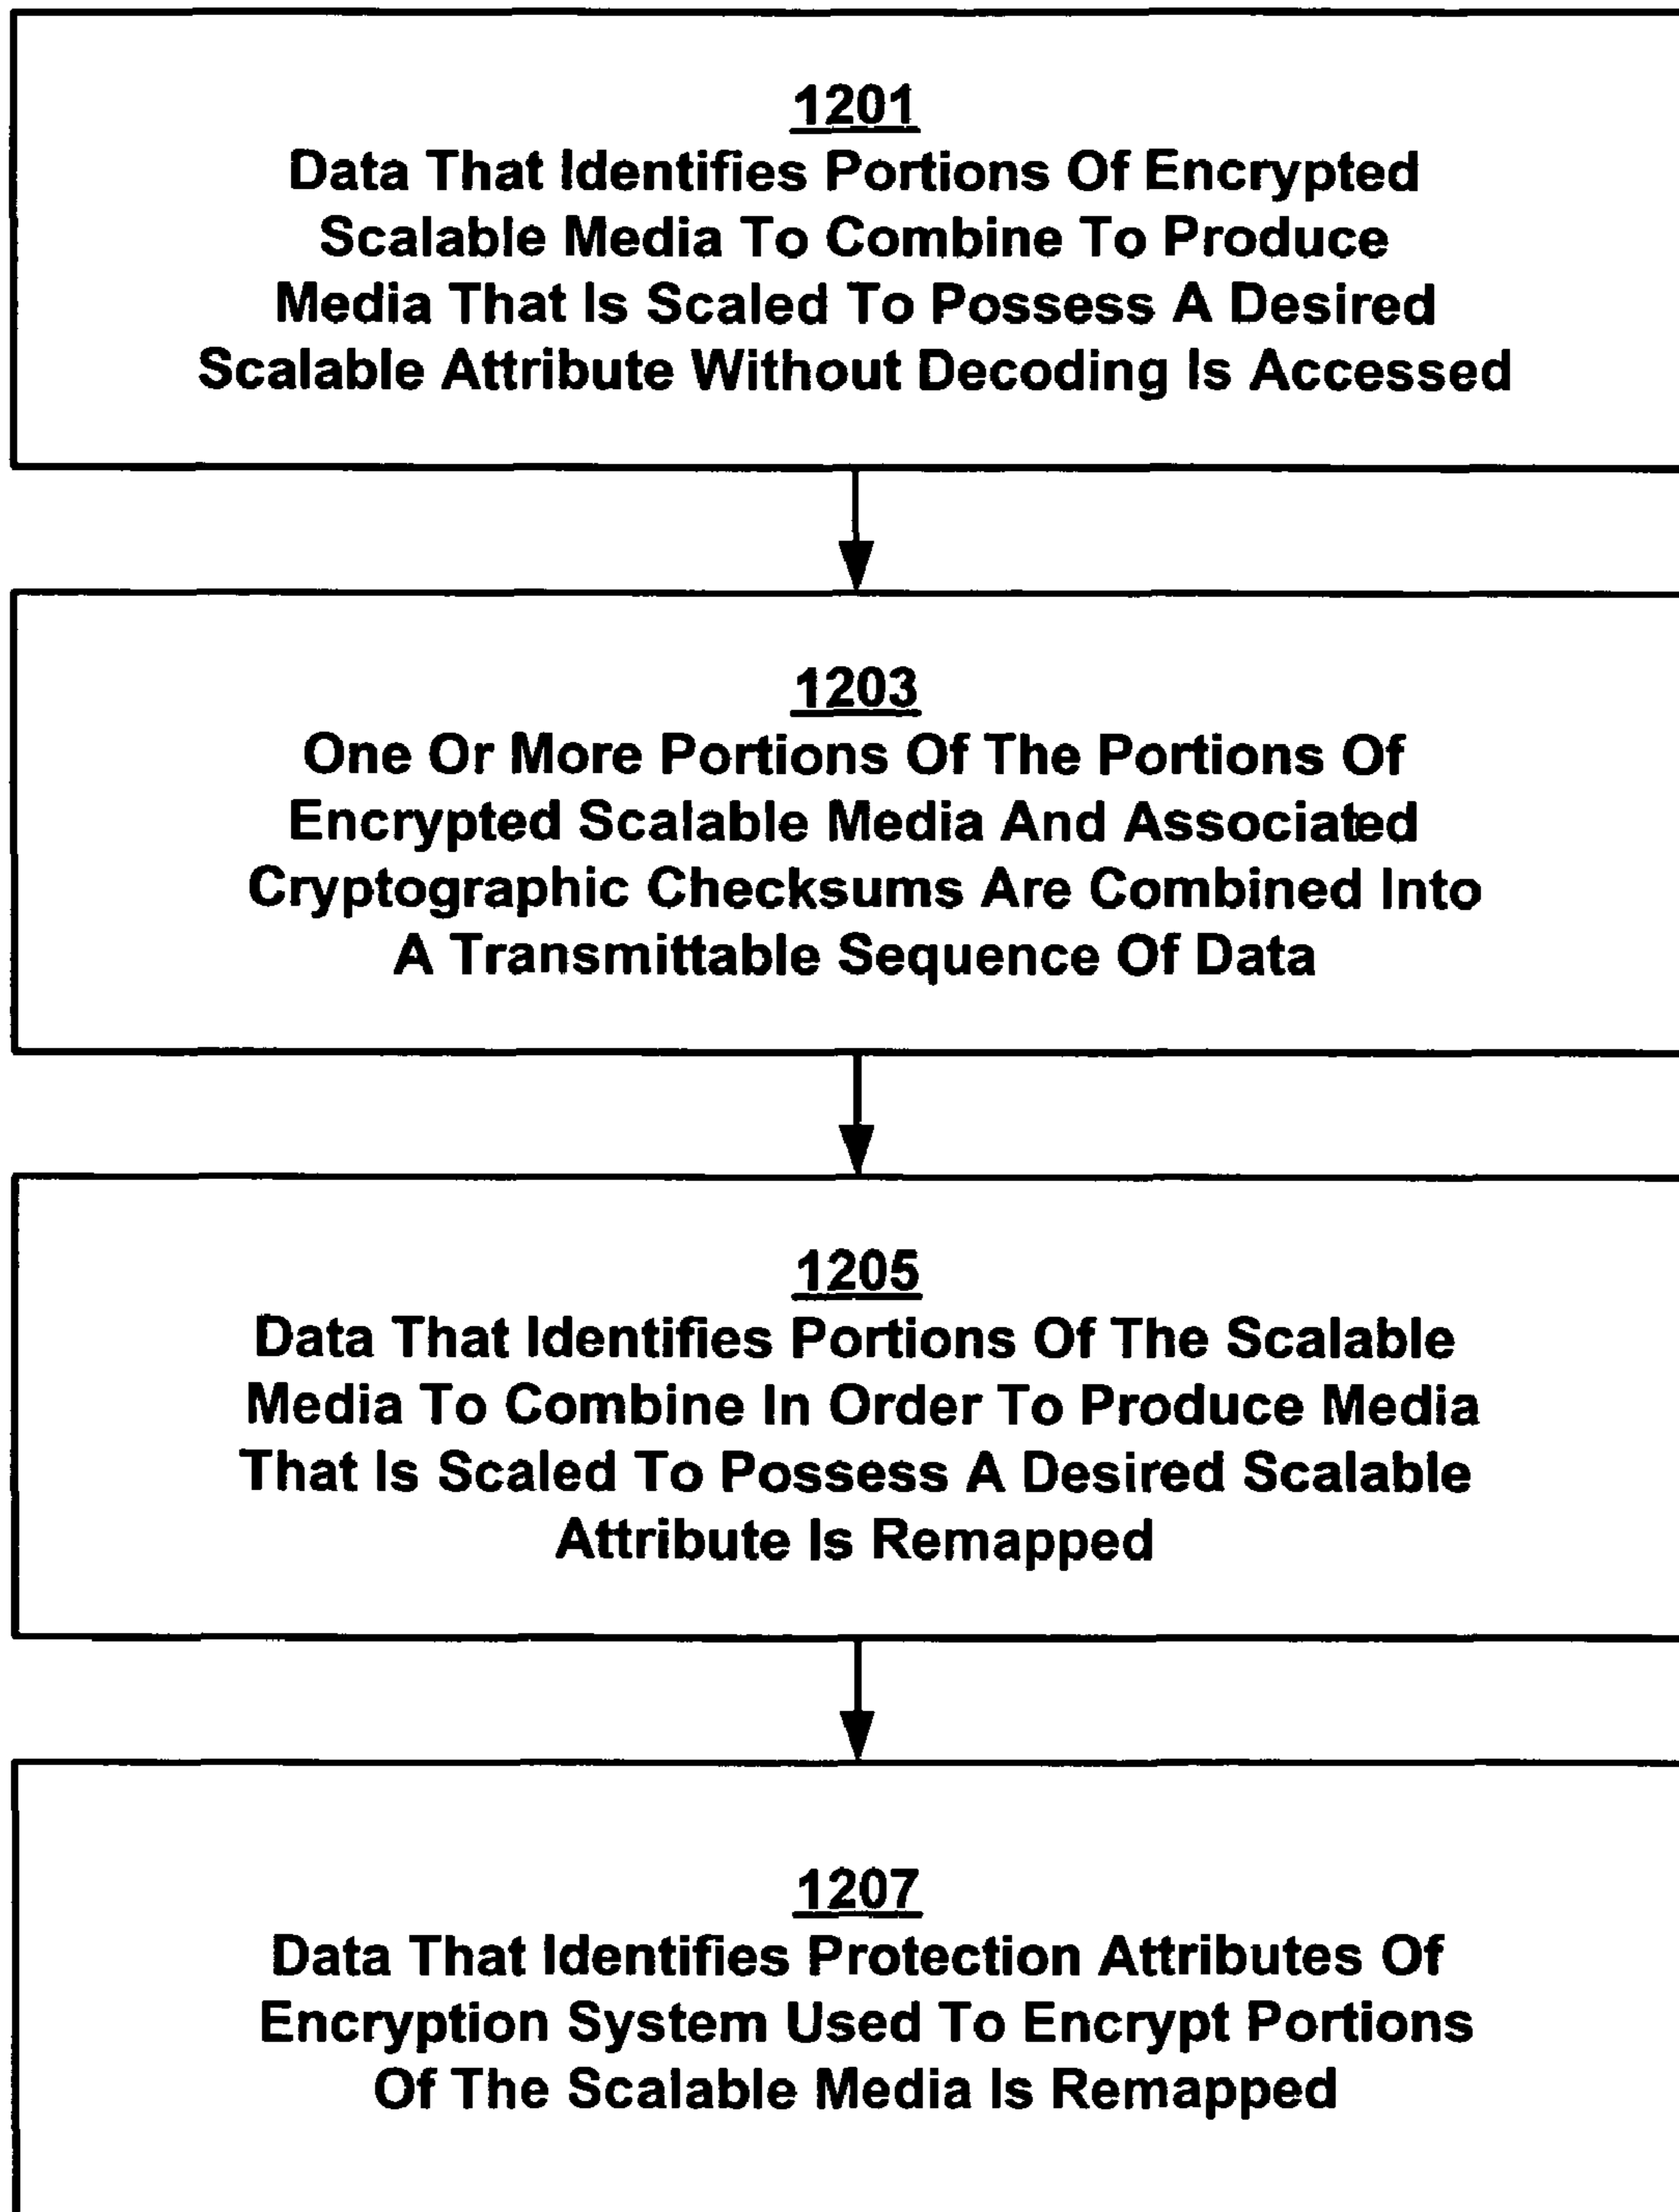 1201
Data That Identifies Portions Of Encrypted
Scalable Media To Combine To Produce
Media That Is Scaled To Possess A Desired
Scalable Attribute Without Decoding Is Accessed
1203
One Or More Portions Of The Portions Of
Encrypted Scalable Media And Associated
Cryptographic Checksums Are Combined Into
A Transmittable Sequence Of Data
1205
Data That Identifies Portions Of The Scalable
Media To Combine In Order To Produce Media
That Is Scaled To Possess A Desired Scalable
Attribute Is Remapped
1207
Data That Identifies Protection Attributes Of
Encryption System Used To Encrypt Portions
Of The Scalable Media Is Remapped